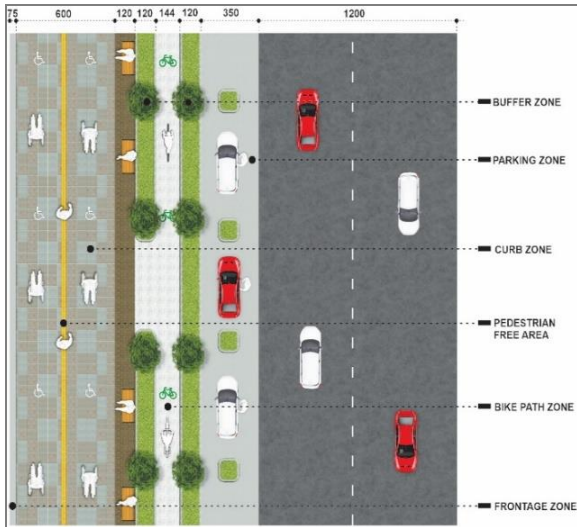 75 600 120 120 144 120 350 1200
BUFFER ZONE
PARKING ZONE
CURB ZONE
PEDESTRIAN
FREE AREA
BIKE PATH ZONE
FRONTAGE ZONE